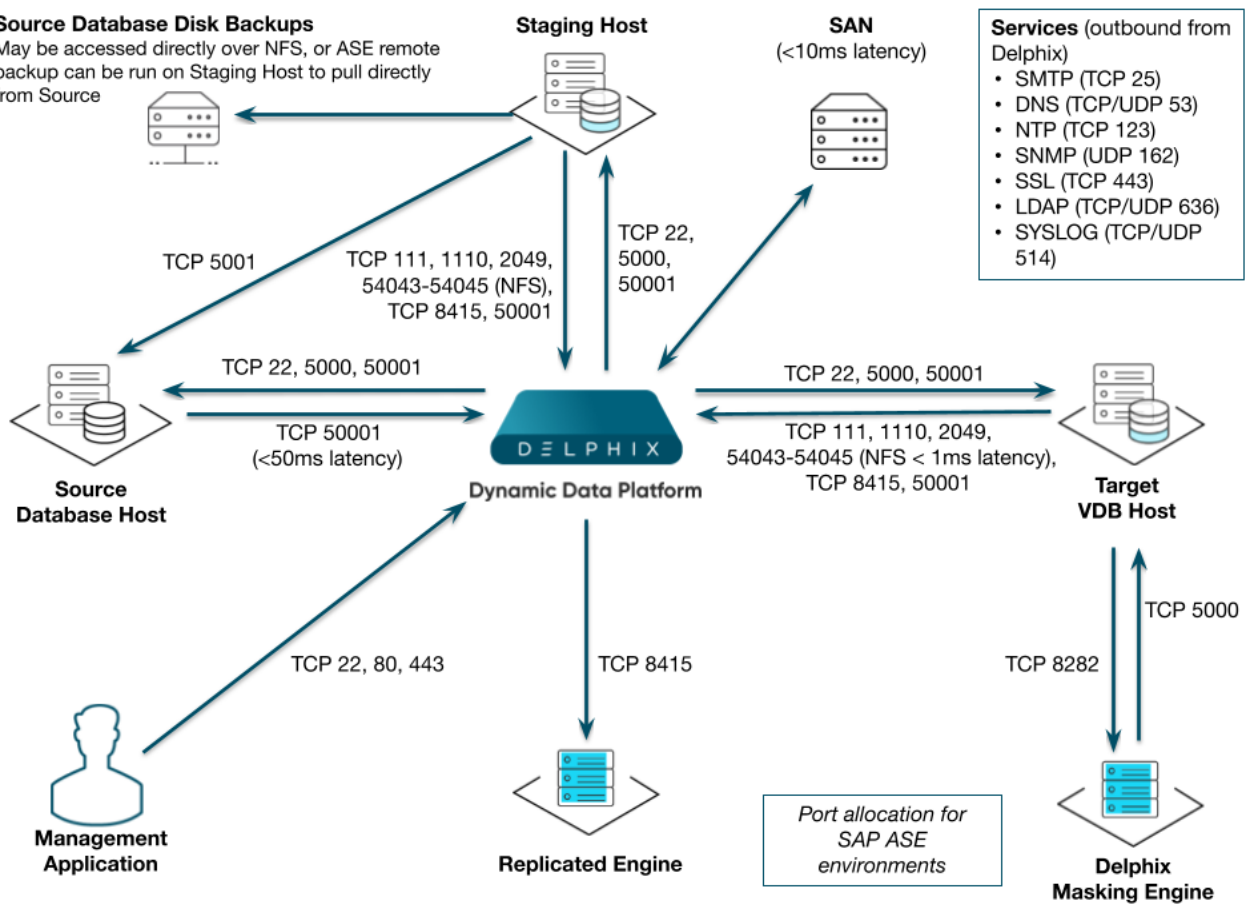 Source Database Disk Backups
May be accessed directly over NFS, or ASE remote
backup can be run on Staging Host to pull directly
from Source
Staging Host
SAN
(<10ms latency)
Services (outbound from
Delphix)
• SMTP (TCP 25)
• DNS (TCP/UDP 53)
• NTP (TCP 123)
• SNMP (UDP 162)
• SSL (TCP 443)
• LDAP (TCP/UDP 636)
• SYSLOG (TCP/UDP
514)
TCP 5001
TCP 111, 1110, 2049,
54043-54045 (NFS),
TCP 8415, 50001
TCP 22,
5000,
50001
TCP 22, 5000, 50001
TCP 50001
(<50ms latency)
DELPHIX
Dynamic Data Platform
TCP 22, 5000, 50001
TCP 111, 1110, 2049,
54043-54045 (NFS < 1ms latency),
TCP 8415, 50001
Source
Database Host
Target
VDB Host
TCP 22, 80, 443
TCP 8415
TCP 8282
TCP 5000
Management
Application
Replicated Engine
Port allocation for
SAP ASE
environments
Delphix
Masking Engine